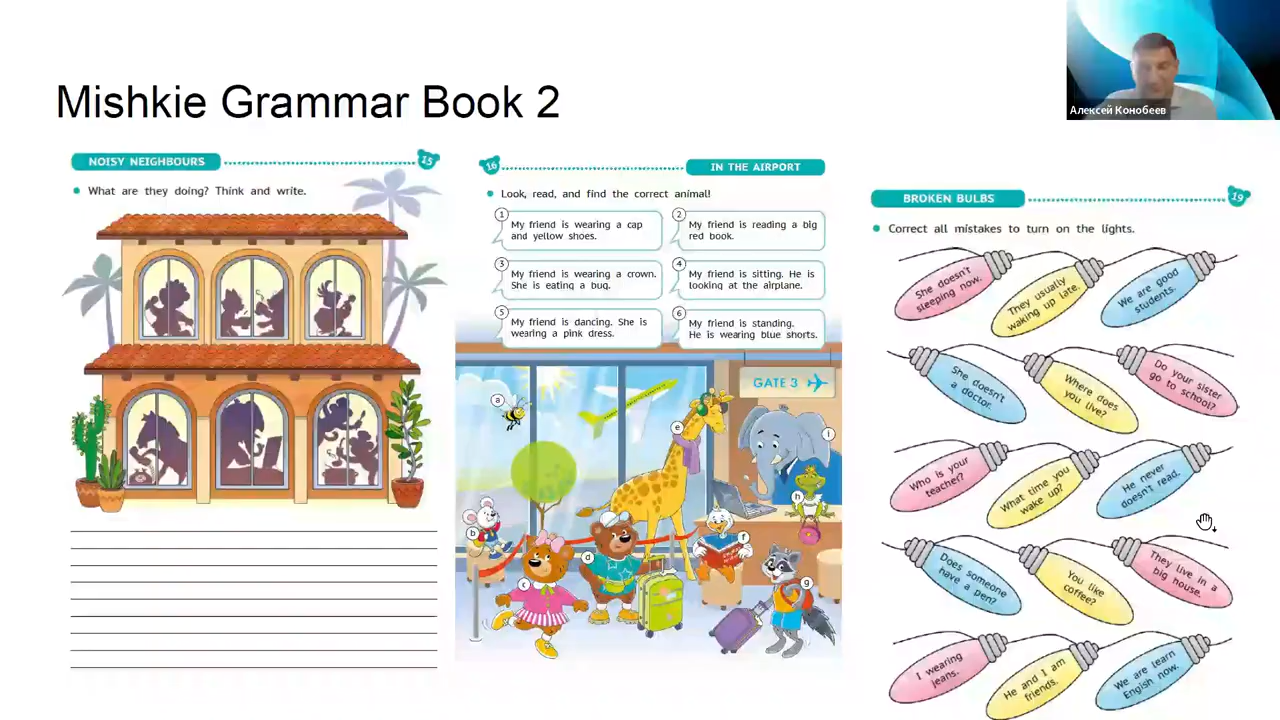 Mishkie Grammar Book 2
Алексей Конобеев
NOISY NEIGHBOURS
15
What are they doing? Think and write.
16
IN THE AIRPORT
Look, read, and find the correct animal!
1
My friend is wearing a cap
and yellow shoes.
2
My friend is reading a big
red book.
3
My friend is wearing a crown.
She is eating a bug.
4
My friend is sitting. He is
looking at the airplane.
5
My friend is dancing. She is
wearing a pink dress.
6
My friend is standing.
He is wearing blue shorts.
GATE 3
a
b
c
d
e
f
g
h
i
BROKEN BULBS
19
Correct all mistakes to turn on the lights.
She doesn't
sleeping now.
They usually
waking up late.
We are good
students.
She doesn't
a doctor.
Where does
you live?
Do your sister
go to school?
Who is your
teacher?
What time you
wake up?
He never
doesn't read.
Does someone
have a pen?
You like
coffee?
They live in a
big house.
I wearing
jeans.
He and I am
friends.
We are learn
Engish now.